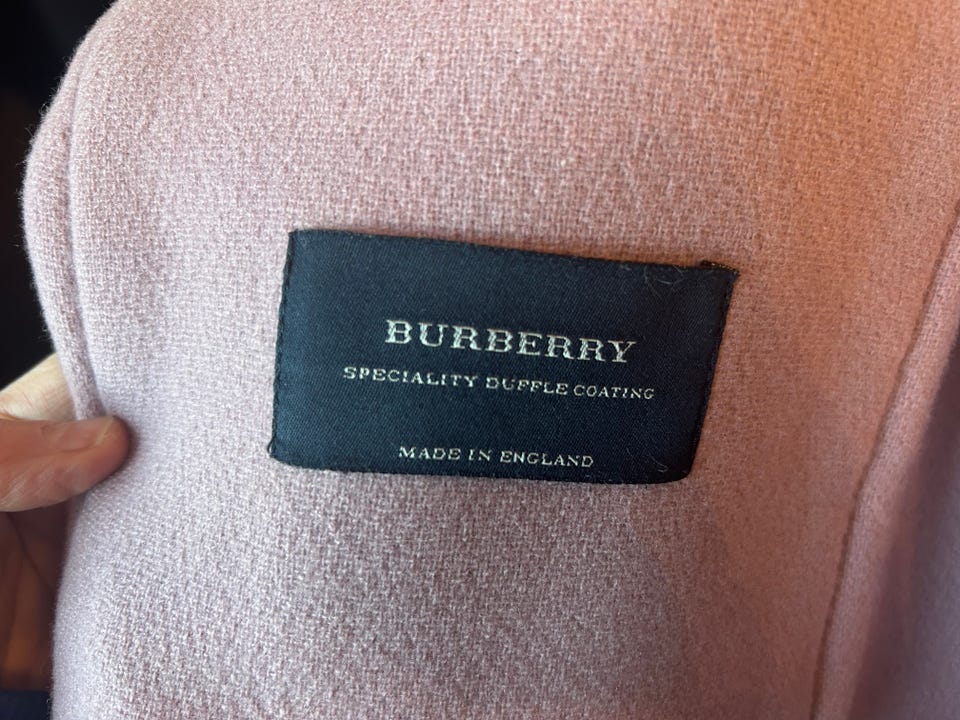 BURBERRY
SPECIALITY DUFFLE COATING
MADE IN ENGLAND